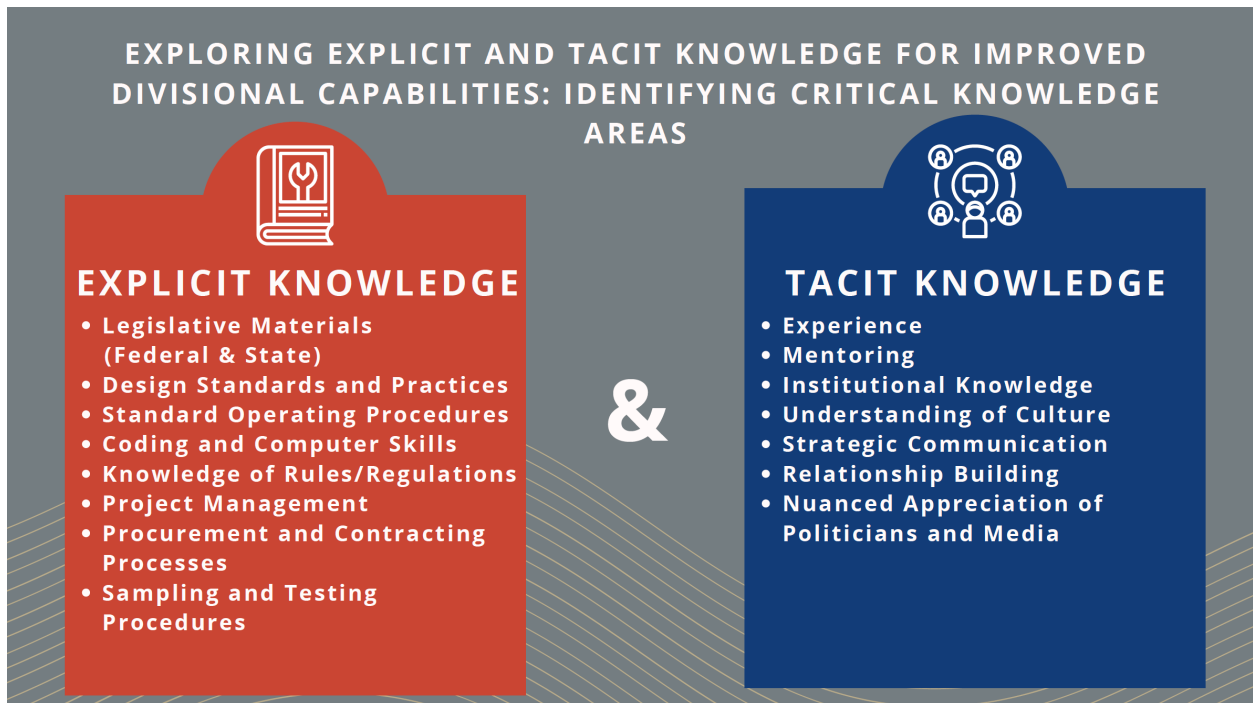 EXPLORING EXPLICIT AND TACIT KNOWLEDGE FOR IMPROVED
DIVISIONAL CAPABILITIES: IDENTIFYING CRITICAL KNOWLEDGE
AREAS
EXPLICIT KNOWLEDGE
• Legislative Materials
(Federal & State)
• Design Standards and Practices
• Standard Operating Procedures
• Coding and Computer Skills
• Knowledge of Rules/Regulations
• Project Management
• Procurement and Contracting
Processes
• Sampling and Testing
Procedures
&
TACIT KNOWLEDGE
• Experience
• Mentoring
• Institutional Knowledge
• Understanding of Culture
• Strategic Communication
• Relationship Building
• Nuanced Appreciation of
Politicians and Media